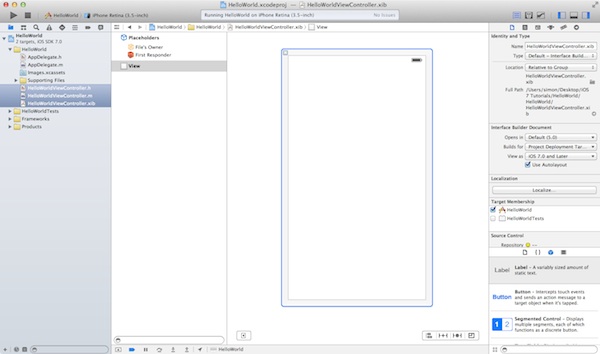 HelloWorld.xcodeproj — HelloWorldViewController.xib
HelloWorld
iPhone Retina (3.5-inch)
Running HelloWorld on iPhone Retina (3.5-inch)
HelloWorld
HelloWorld
HelloWorldViewController.xib
View
HelloWorld
2 targets, iOS SDK 7.0
HelloWorld
AppDelegate.h
AppDelegate.m
Images.xcassets
Supporting Files
HelloWorldViewController.h
HelloWorldViewController.m
HelloWorldViewController.xib
HelloWorldTests
Frameworks
Products
Placeholders
File's Owner
First Responder
View
Identity and Type
Name HelloWorldViewController.xib
Type Default – Interface Build...
Location Relative to Group
HelloWorldViewController.xib
Full Path /Users/simon/Desktop/iOS
7 Tutorials/HelloWorld/
HelloWorld/
HelloWorldViewController.xi
b
Interface Builder Document
Opens in Default (5.0)
Builds for Project Deployment Tar...
View as iOS 7.0 and Later
Use Autolayout
Localization
Localize...
Target Membership
HelloWorld
HelloWorldTests
Source Control
Repository --
Label
Label – A variably sized amount of
static text.
Button
Button – Intercepts touch events
and sends an action message to a
target object when it's tapped.
1 2
Segmented Control – Displays
multiple segments, each of which
functions as a discrete button.
HelloWorld